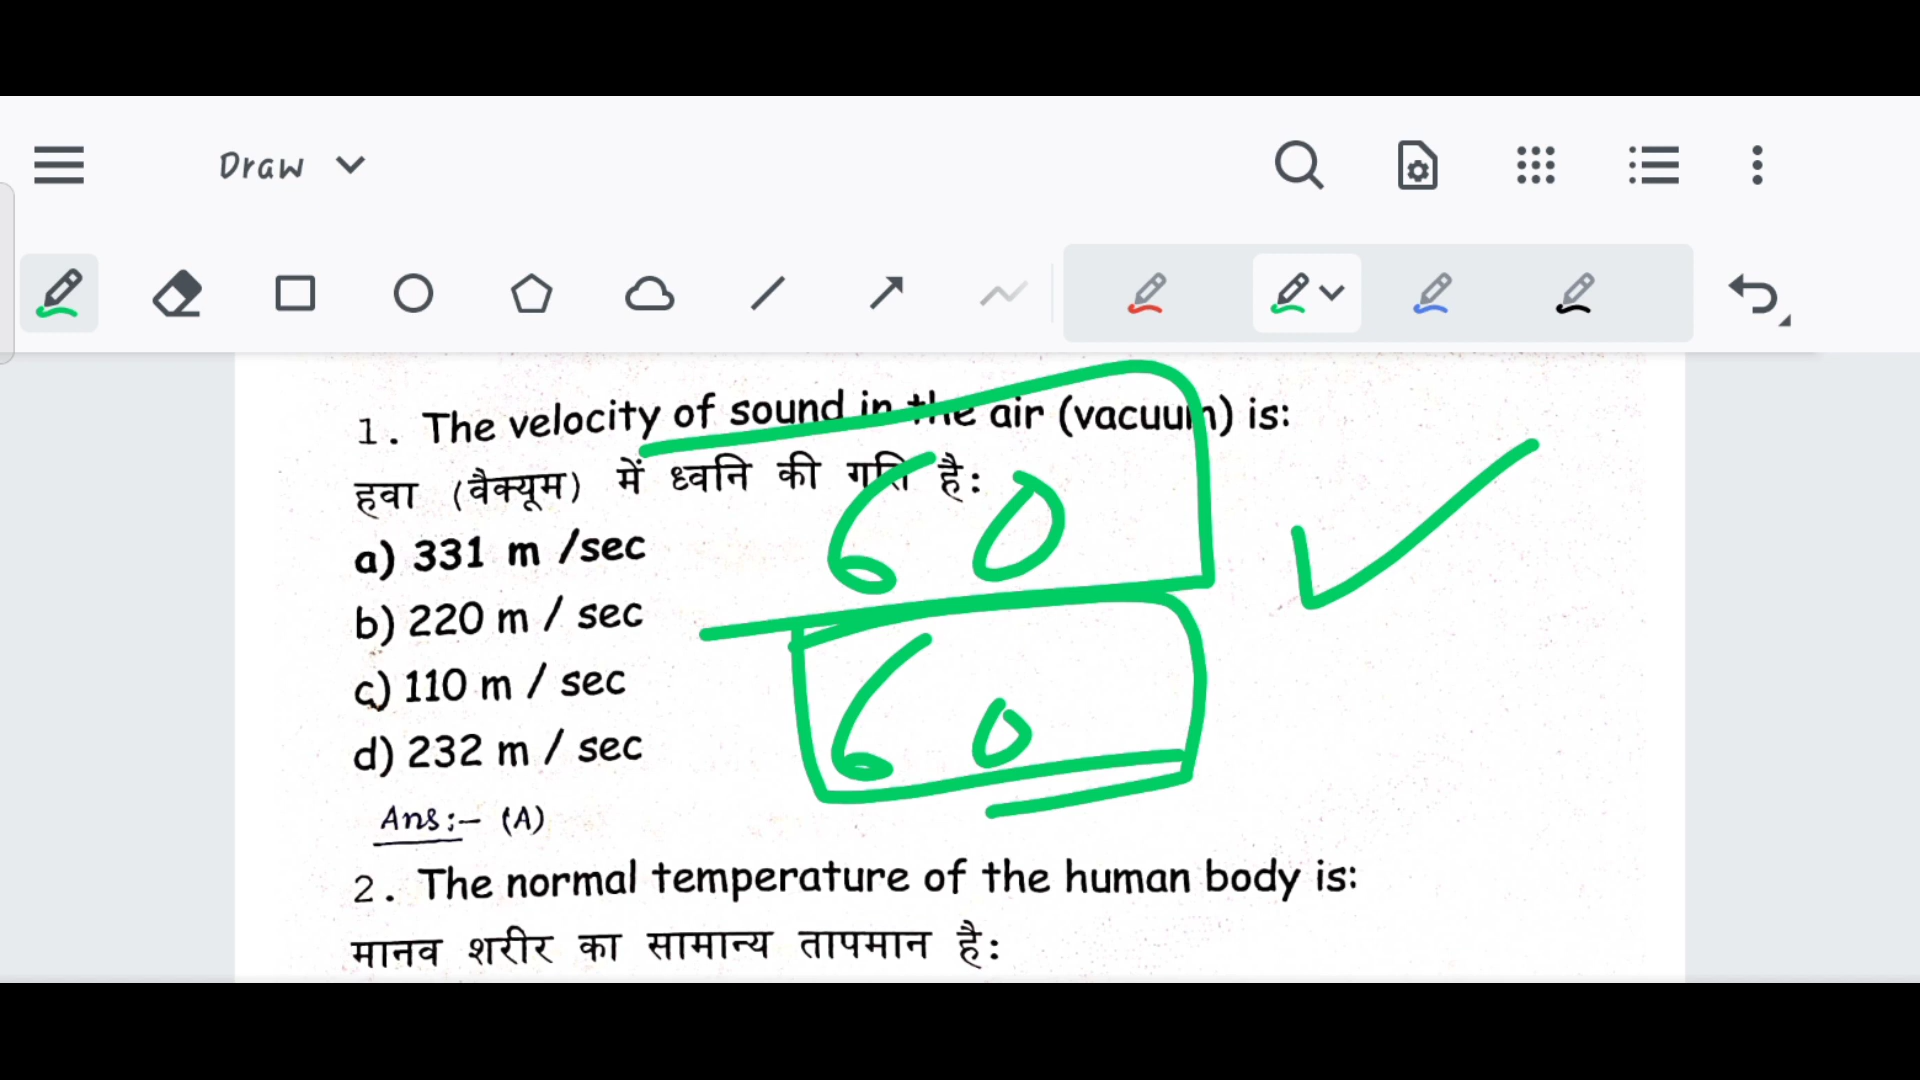 Draw
1. The velocity of sound in the air (vacuum) is:
हवा (वैक्यूम) में ध्वनि की गति है:
a) 331 m /sec
b) 220 m / sec
c) 110 m / sec
d) 232 m / sec
Ans:- (A)
60
60
2. The normal temperature of the human body is:
मानव शरीर का सामान्य तापमान है: